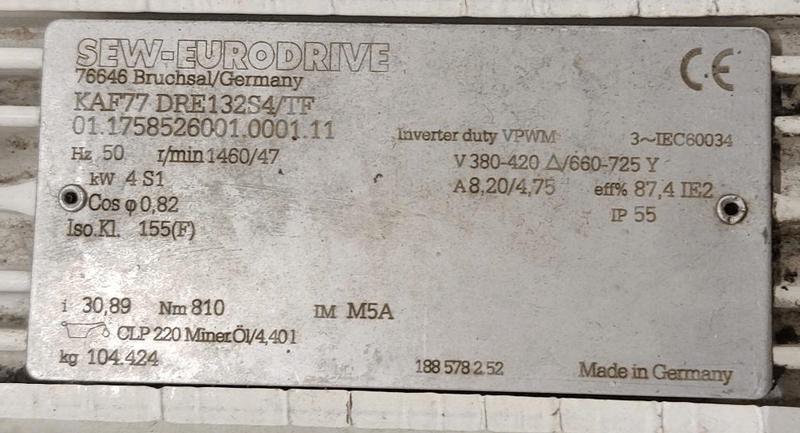 SEW-EURODRIVE
76646 Bruchsal/Germany
CE
KAF77 DRE132S4/TF
01.1758526001.0001.11
Inverter duty VPWM 3~IEC60034
Hz 50 r/min 1460/47 V 380-420 △/660-725 Y
kW 4 S1 A 8,20/4,75 eff% 87,4 IE2
Cos φ 0,82 IP 55
Iso.Kl. 155(F)
i 30,89 Nm 810 IM M5A
CLP 220 Miner.Öl/4,40 l
kg 104.424 188 578 2.52 Made in Germany